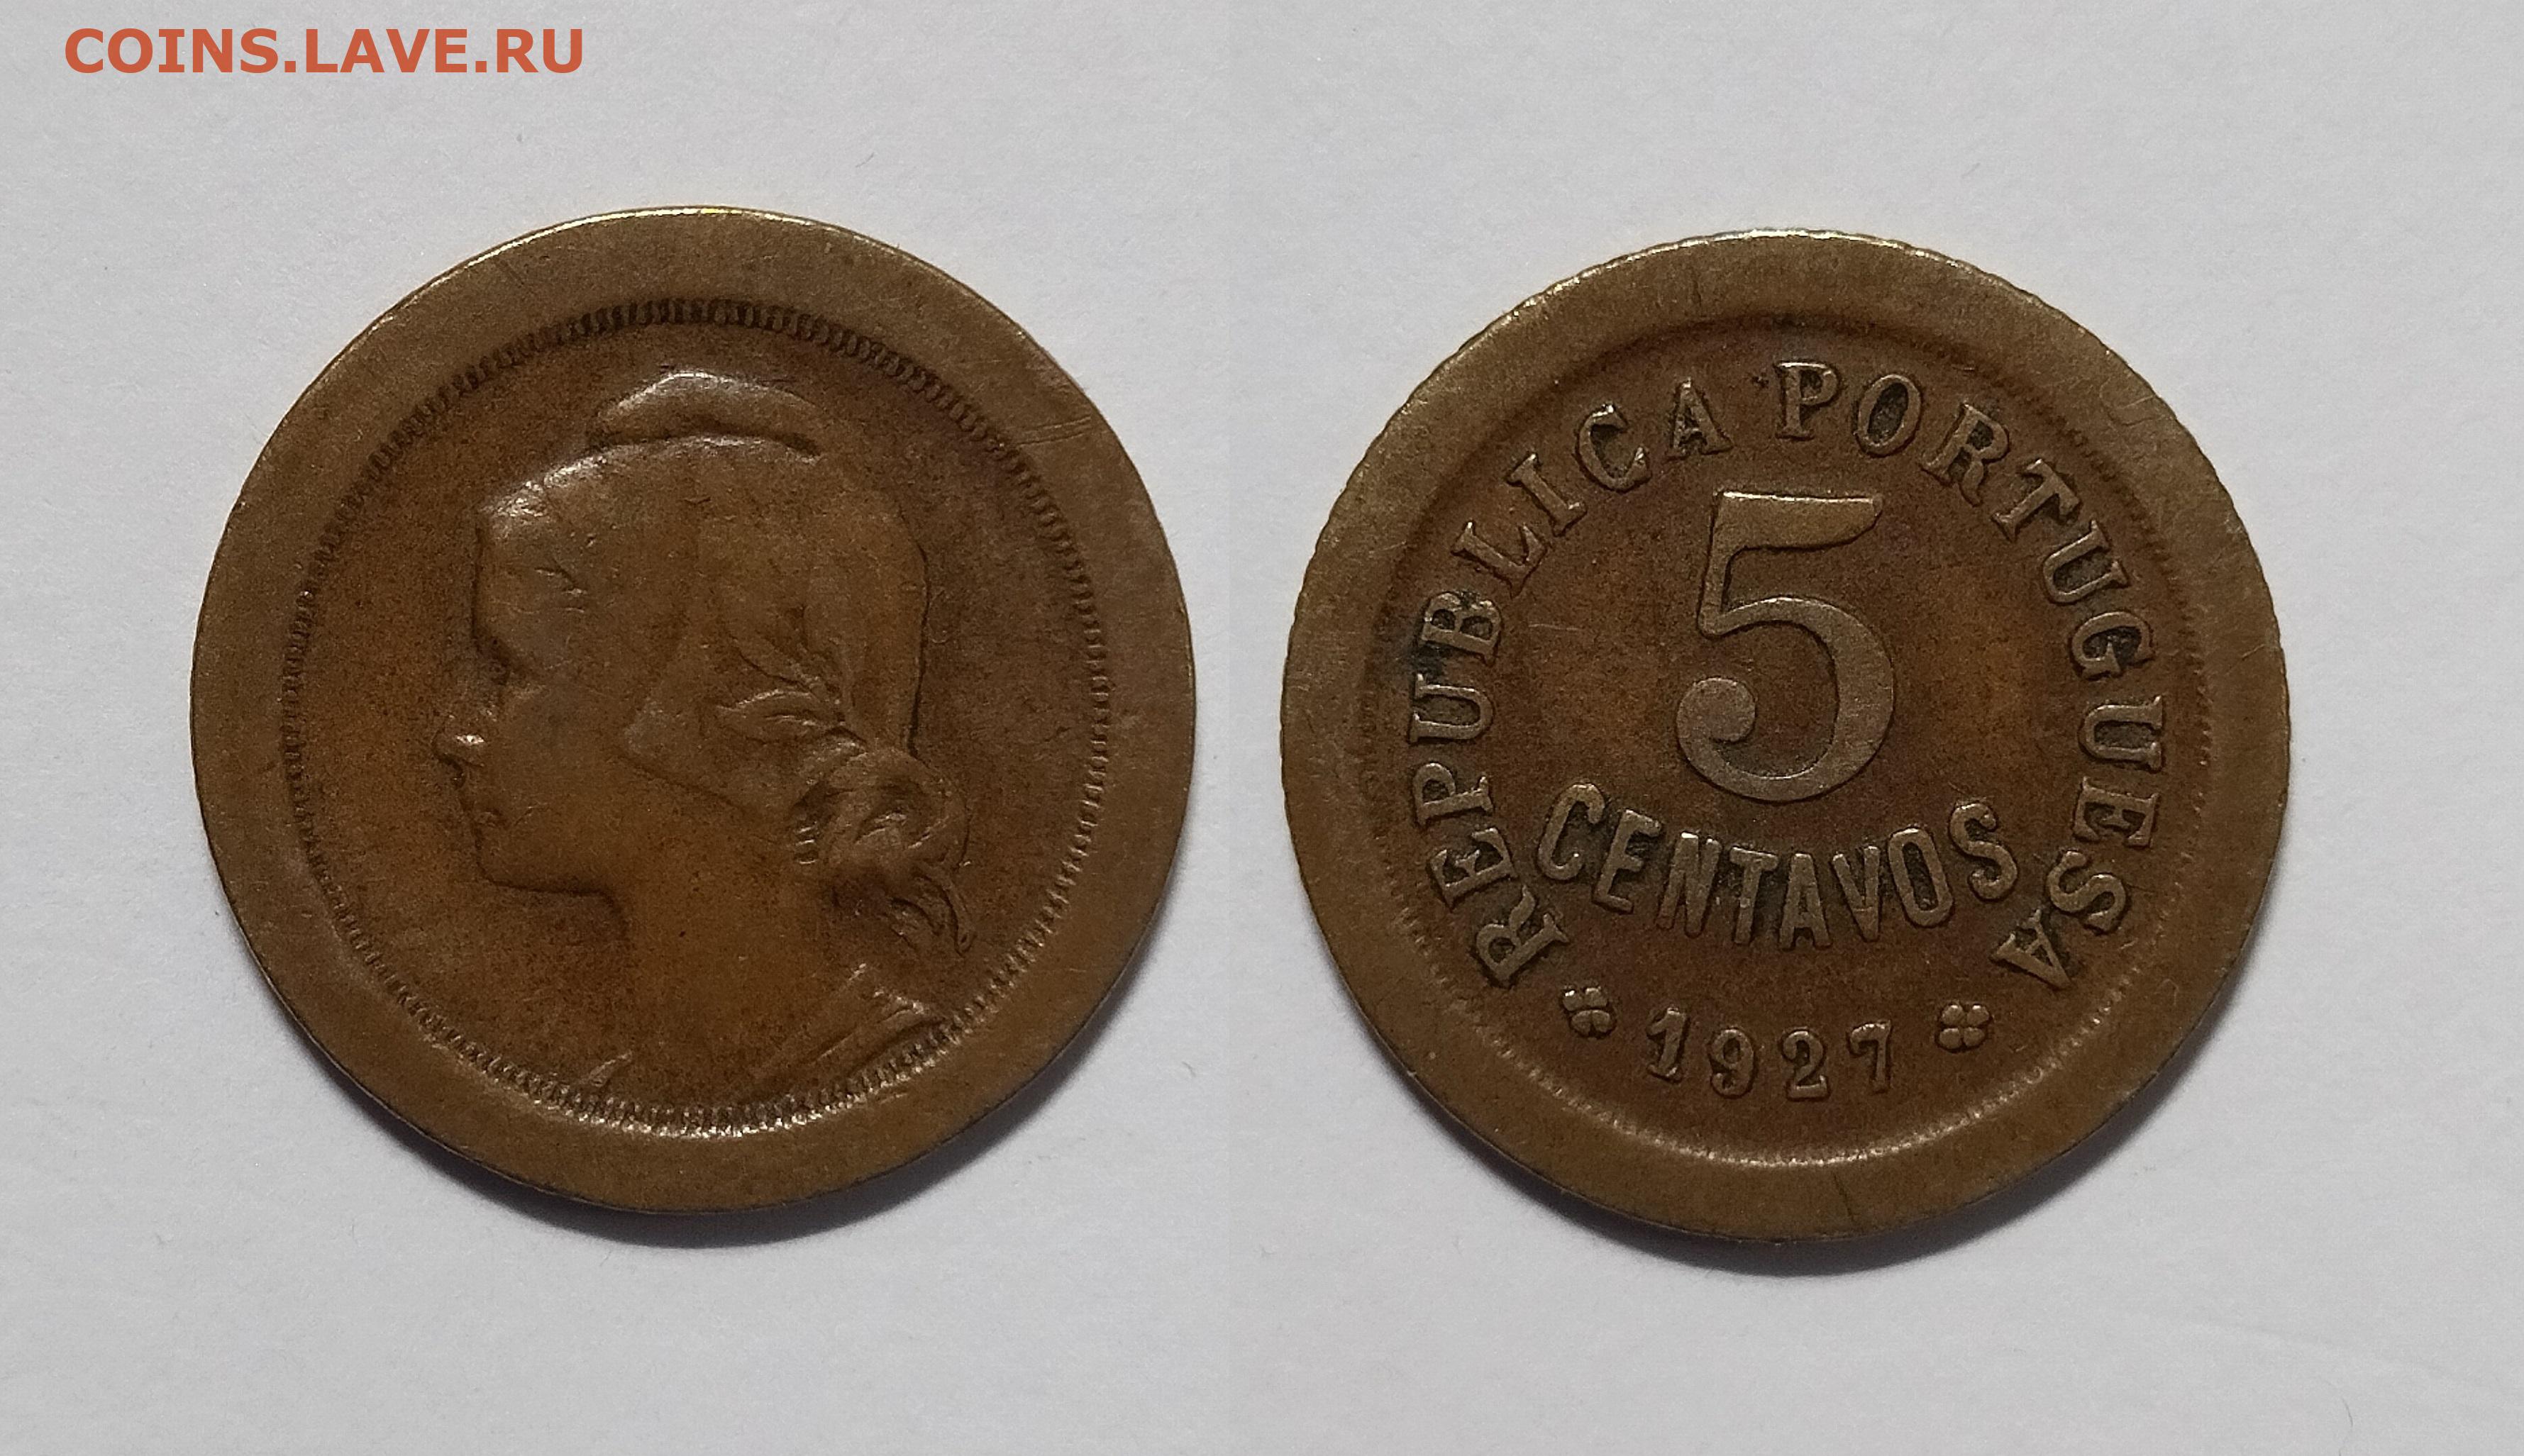 COINS.LAVE.RU
REPUBLICA PORTUGUESA
5
CENTAVOS
1927